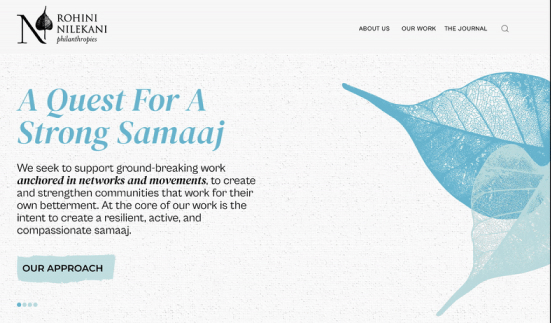 ROHINI
NILEKANI
philanthropies
ABOUT US OUR WORK THE JOURNAL
A Quest For A
Strong Samaaj
We seek to support ground-breaking work
anchored in networks and movements, to create
and strengthen communities that work for their
own betterment. At the core of our work is the
intent to create a resilient, active, and
compassionate samaaj.
OUR APPROACH